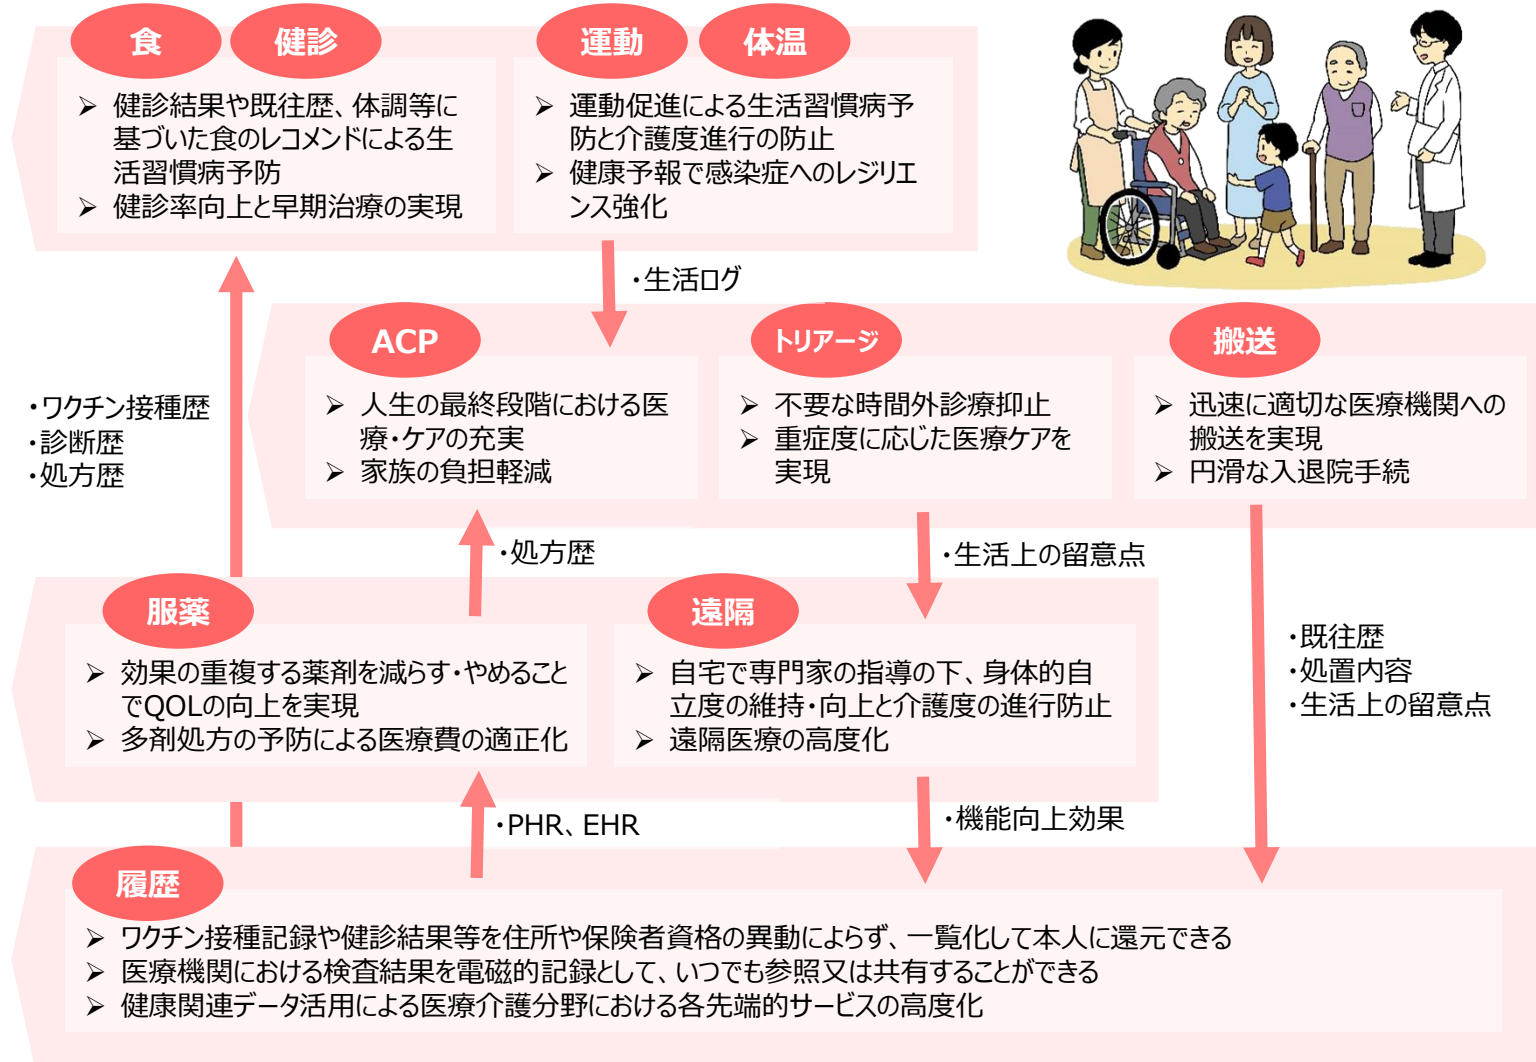 食
健診
➢ 健診結果や既往歴、体調等に
基づいた食のレコメンドによる生
活習慣病予防
➢ 健診率向上と早期治療の実現
運動
体温
➢ 運動促進による生活習慣病予
防と介護度進行の防止
➢ 健康予報で感染症へのレジリエ
ンス強化
・生活ログ
・ワクチン接種歴
・診断歴
・処方歴
ACP
➢ 人生の最終段階における医
療・ケアの充実
➢ 家族の負担軽減
トリアージ
➢ 不要な時間外診療抑止
➢ 重症度に応じた医療ケアを
実現
搬送
➢ 迅速に適切な医療機関への
搬送を実現
➢ 円滑な入退院手続
・処方歴
・生活上の留意点
・既往歴
・処置内容
・生活上の留意点
服薬
➢ 効果の重複する薬剤を減らす・やめること
でQOLの向上を実現
➢ 多剤処方の予防による医療費の適正化
遠隔
➢ 自宅で専門家の指導の下、身体的自
立度の維持・向上と介護度の進行防止
➢ 遠隔医療の高度化
・PHR、EHR
・機能向上効果
履歴
➢ ワクチン接種記録や健診結果等を住所や保険者資格の異動によらず、一覧化して本人に還元できる
➢ 医療機関における検査結果を電磁的記録として、いつでも参照又は共有することができる
➢ 健康関連データ活用による医療介護分野における各先端的サービスの高度化